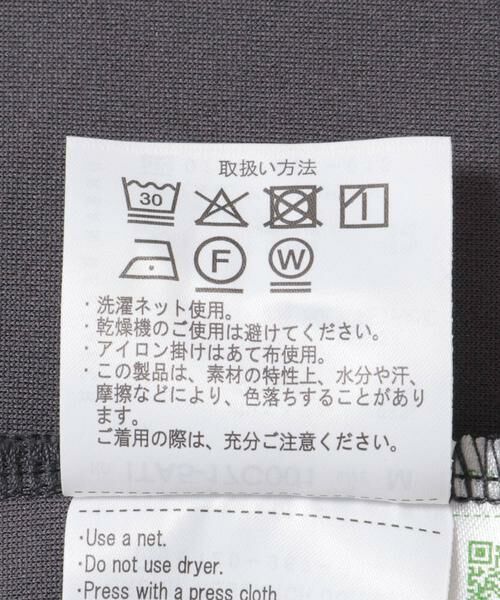 取扱い方法
30
F W
・洗濯ネット使用。
・乾燥機のご使用は避けてください。
・アイロン掛けはあて布使用。
・この製品は、素材の特性上、水分や汗、
摩擦などにより、色落ちすることがあり
ます。
ご着用の際は、充分ご注意ください。
・Use a net.
・Do not use dryer.
・Press with a press cloth